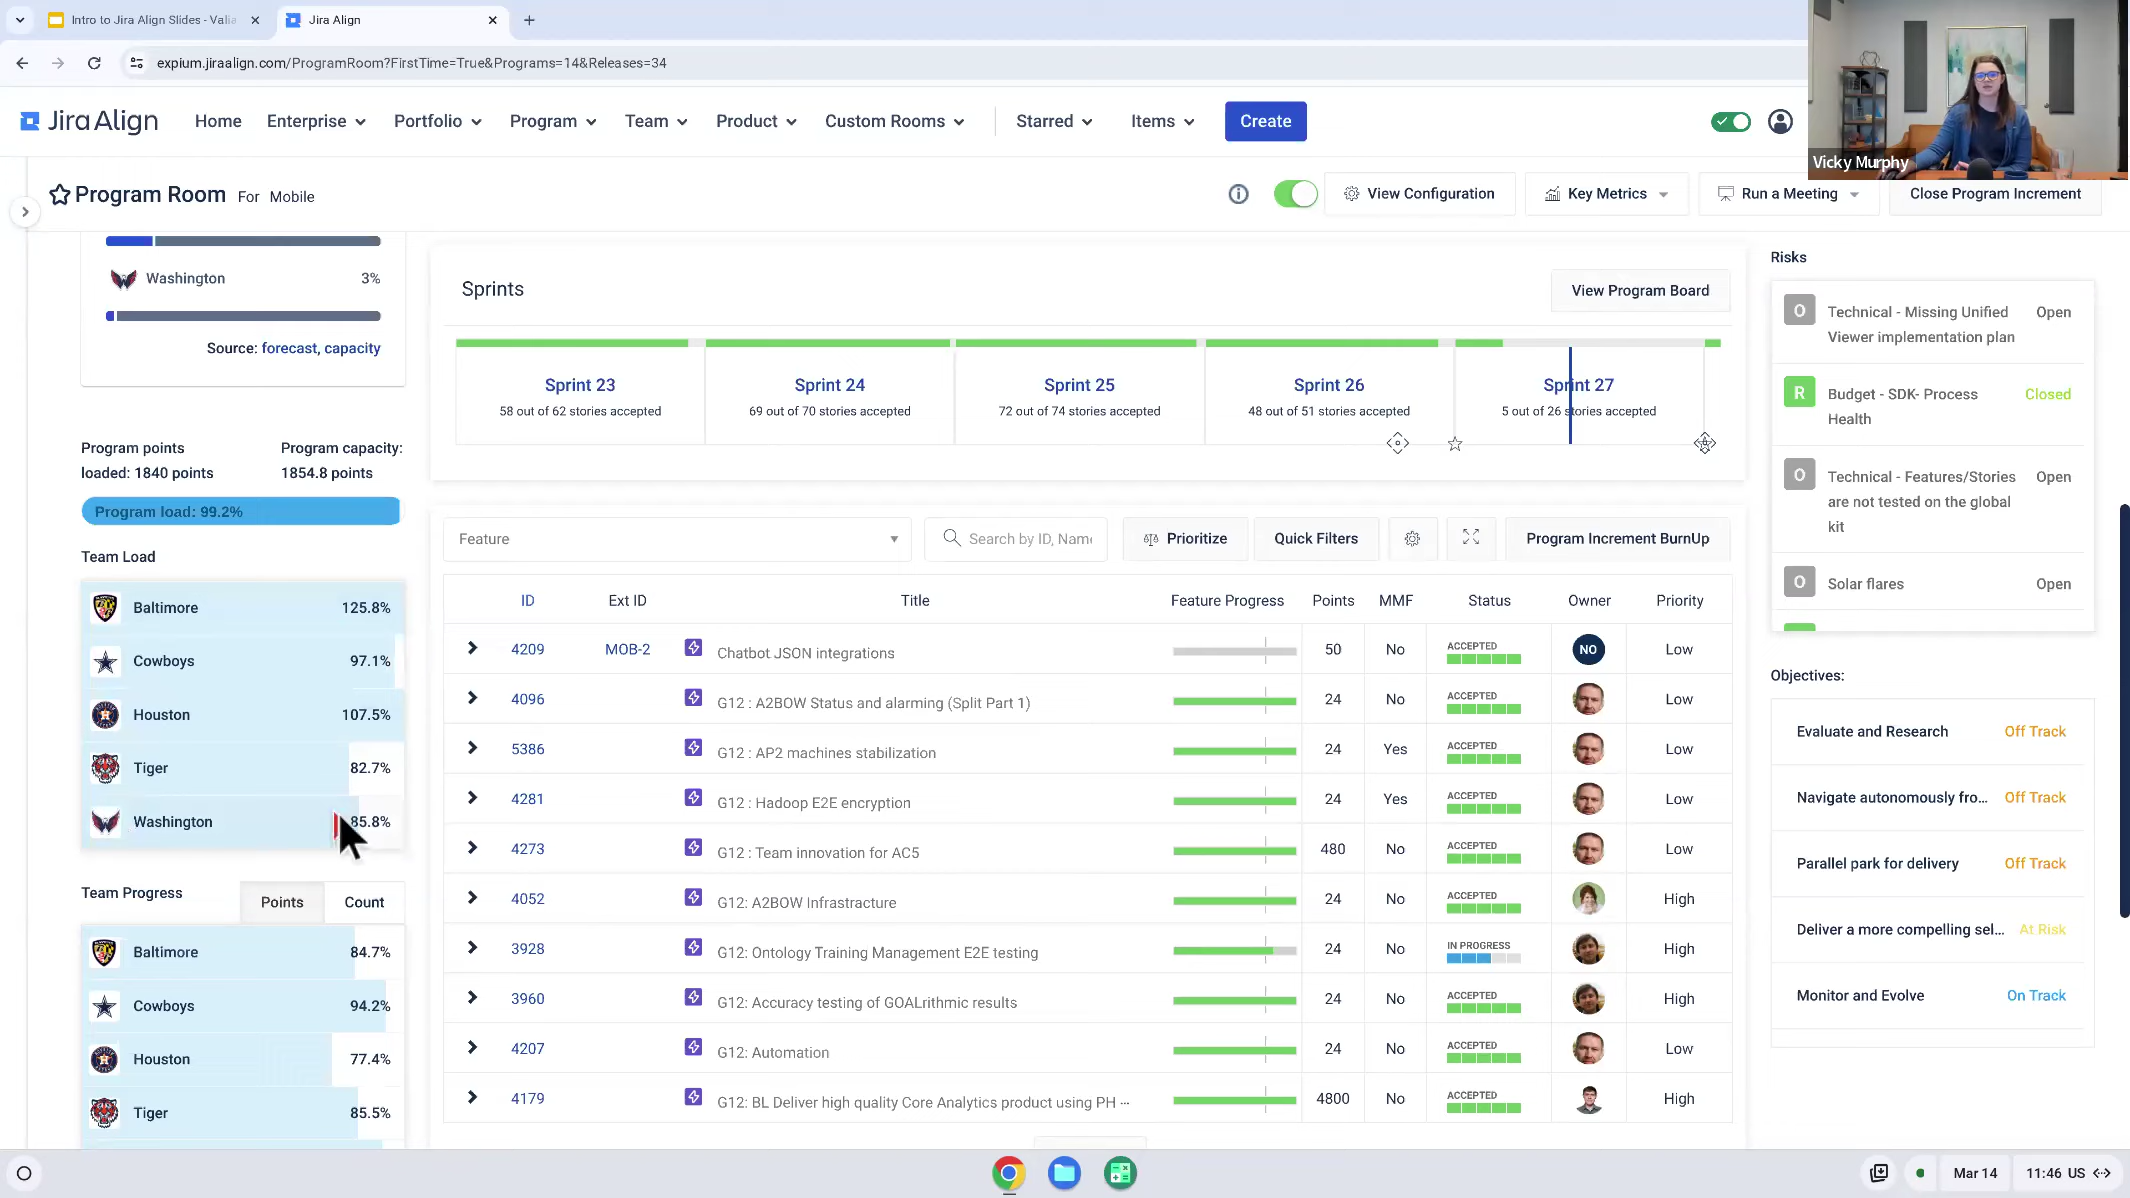 Intro to Jira Align Slides - Valia
Jira Align
expium.jiraalign.com/ProgramRoom?FirstTime=True&Programs=14&Releases=34
Jira Align
Home
Enterprise
Portfolio
Program
Team
Product
Custom Rooms
Starred
Items
Create
Vicky Murphy
Program Room For Mobile
View Configuration
Key Metrics
Run a Meeting
Close Program Increment
Washington 3%
Source: forecast, capacity
Program points loaded: 1840 points
Program capacity: 1854.8 points
Program load: 99.2%
Team Load
Baltimore 125.8%
Cowboys 97.1%
Houston 107.5%
Tiger 82.7%
Washington 85.8%
Team Progress
Points
Count
Baltimore 84.7%
Cowboys 94.2%
Houston 77.4%
Tiger 85.5%
Sprints
View Program Board
Sprint 23
58 out of 62 stories accepted
Sprint 24
69 out of 70 stories accepted
Sprint 25
72 out of 74 stories accepted
Sprint 26
48 out of 51 stories accepted
Sprint 27
5 out of 26 stories accepted
Feature
Search by ID, Name
Prioritize
Quick Filters
Program Increment BurnUp
ID Ext ID Title Feature Progress Points MMF Status Owner Priority
4209 MOB-2 Chatbot JSON integrations 50 No ACCEPTED NO Low
4096 G12 : A2BOW Status and alarming (Split Part 1) 24 No ACCEPTED Low
5386 G12 : AP2 machines stabilization 24 Yes ACCEPTED Low
4281 G12 : Hadoop E2E encryption 24 Yes ACCEPTED Low
4273 G12 : Team innovation for AC5 480 No ACCEPTED Low
4052 G12: A2BOW Infrastracture 24 No ACCEPTED High
3928 G12: Ontology Training Management E2E testing 24 No IN PROGRESS High
3960 G12: Accuracy testing of GOALrithmic results 24 No ACCEPTED High
4207 G12: Automation 24 No ACCEPTED Low
4179 G12: BL Deliver high quality Core Analytics product using PH ... 4800 No ACCEPTED High
Risks
O Technical - Missing Unified Open
Viewer implementation plan
R Budget - SDK- Process Closed
Health
O Technical - Features/Stories Open
are not tested on the global
kit
O Solar flares Open
Objectives:
Evaluate and Research Off Track
Navigate autonomously fro... Off Track
Parallel park for delivery Off Track
Deliver a more compelling sel... At Risk
Monitor and Evolve On Track
Mar 14
11:46 US